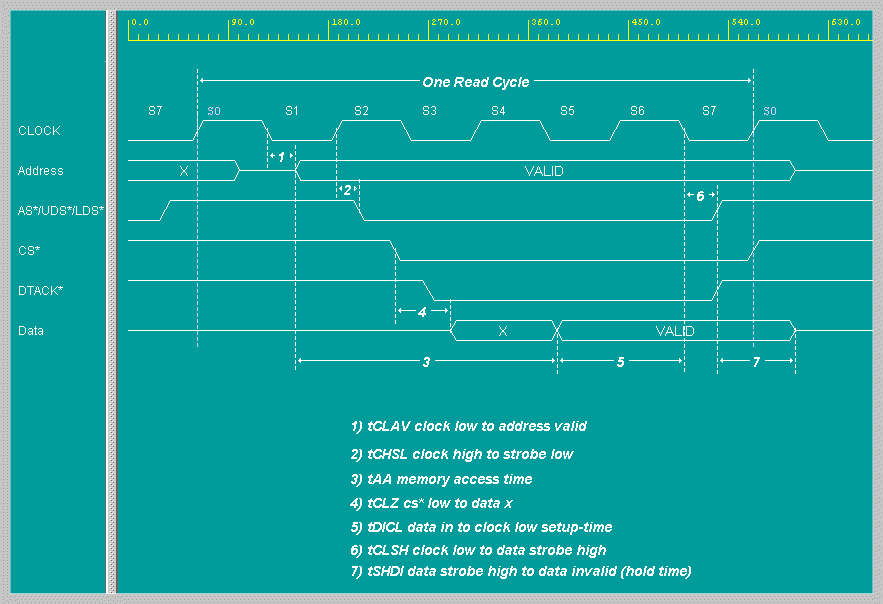 0.0 90.0 180.0 270.0 360.0 450.0 540.0 630.0
One Read Cycle
S7 S0 S1 S2 S3 S4 S5 S6 S7 S0
CLOCK
1
Address X VALID
2 6
AS*/UDS*/LDS*
CS*
DTACK*
4
Data X VALID
3 5 7
1) tCLAV clock low to address valid
2) tCHSL clock high to strobe low
3) tAA memory access time
4) tCLZ cs* low to data x
5) tDICL data in to clock low setup-time
6) tCLSH clock low to data strobe high
7) tSHDI data strobe high to data invalid (hold time)